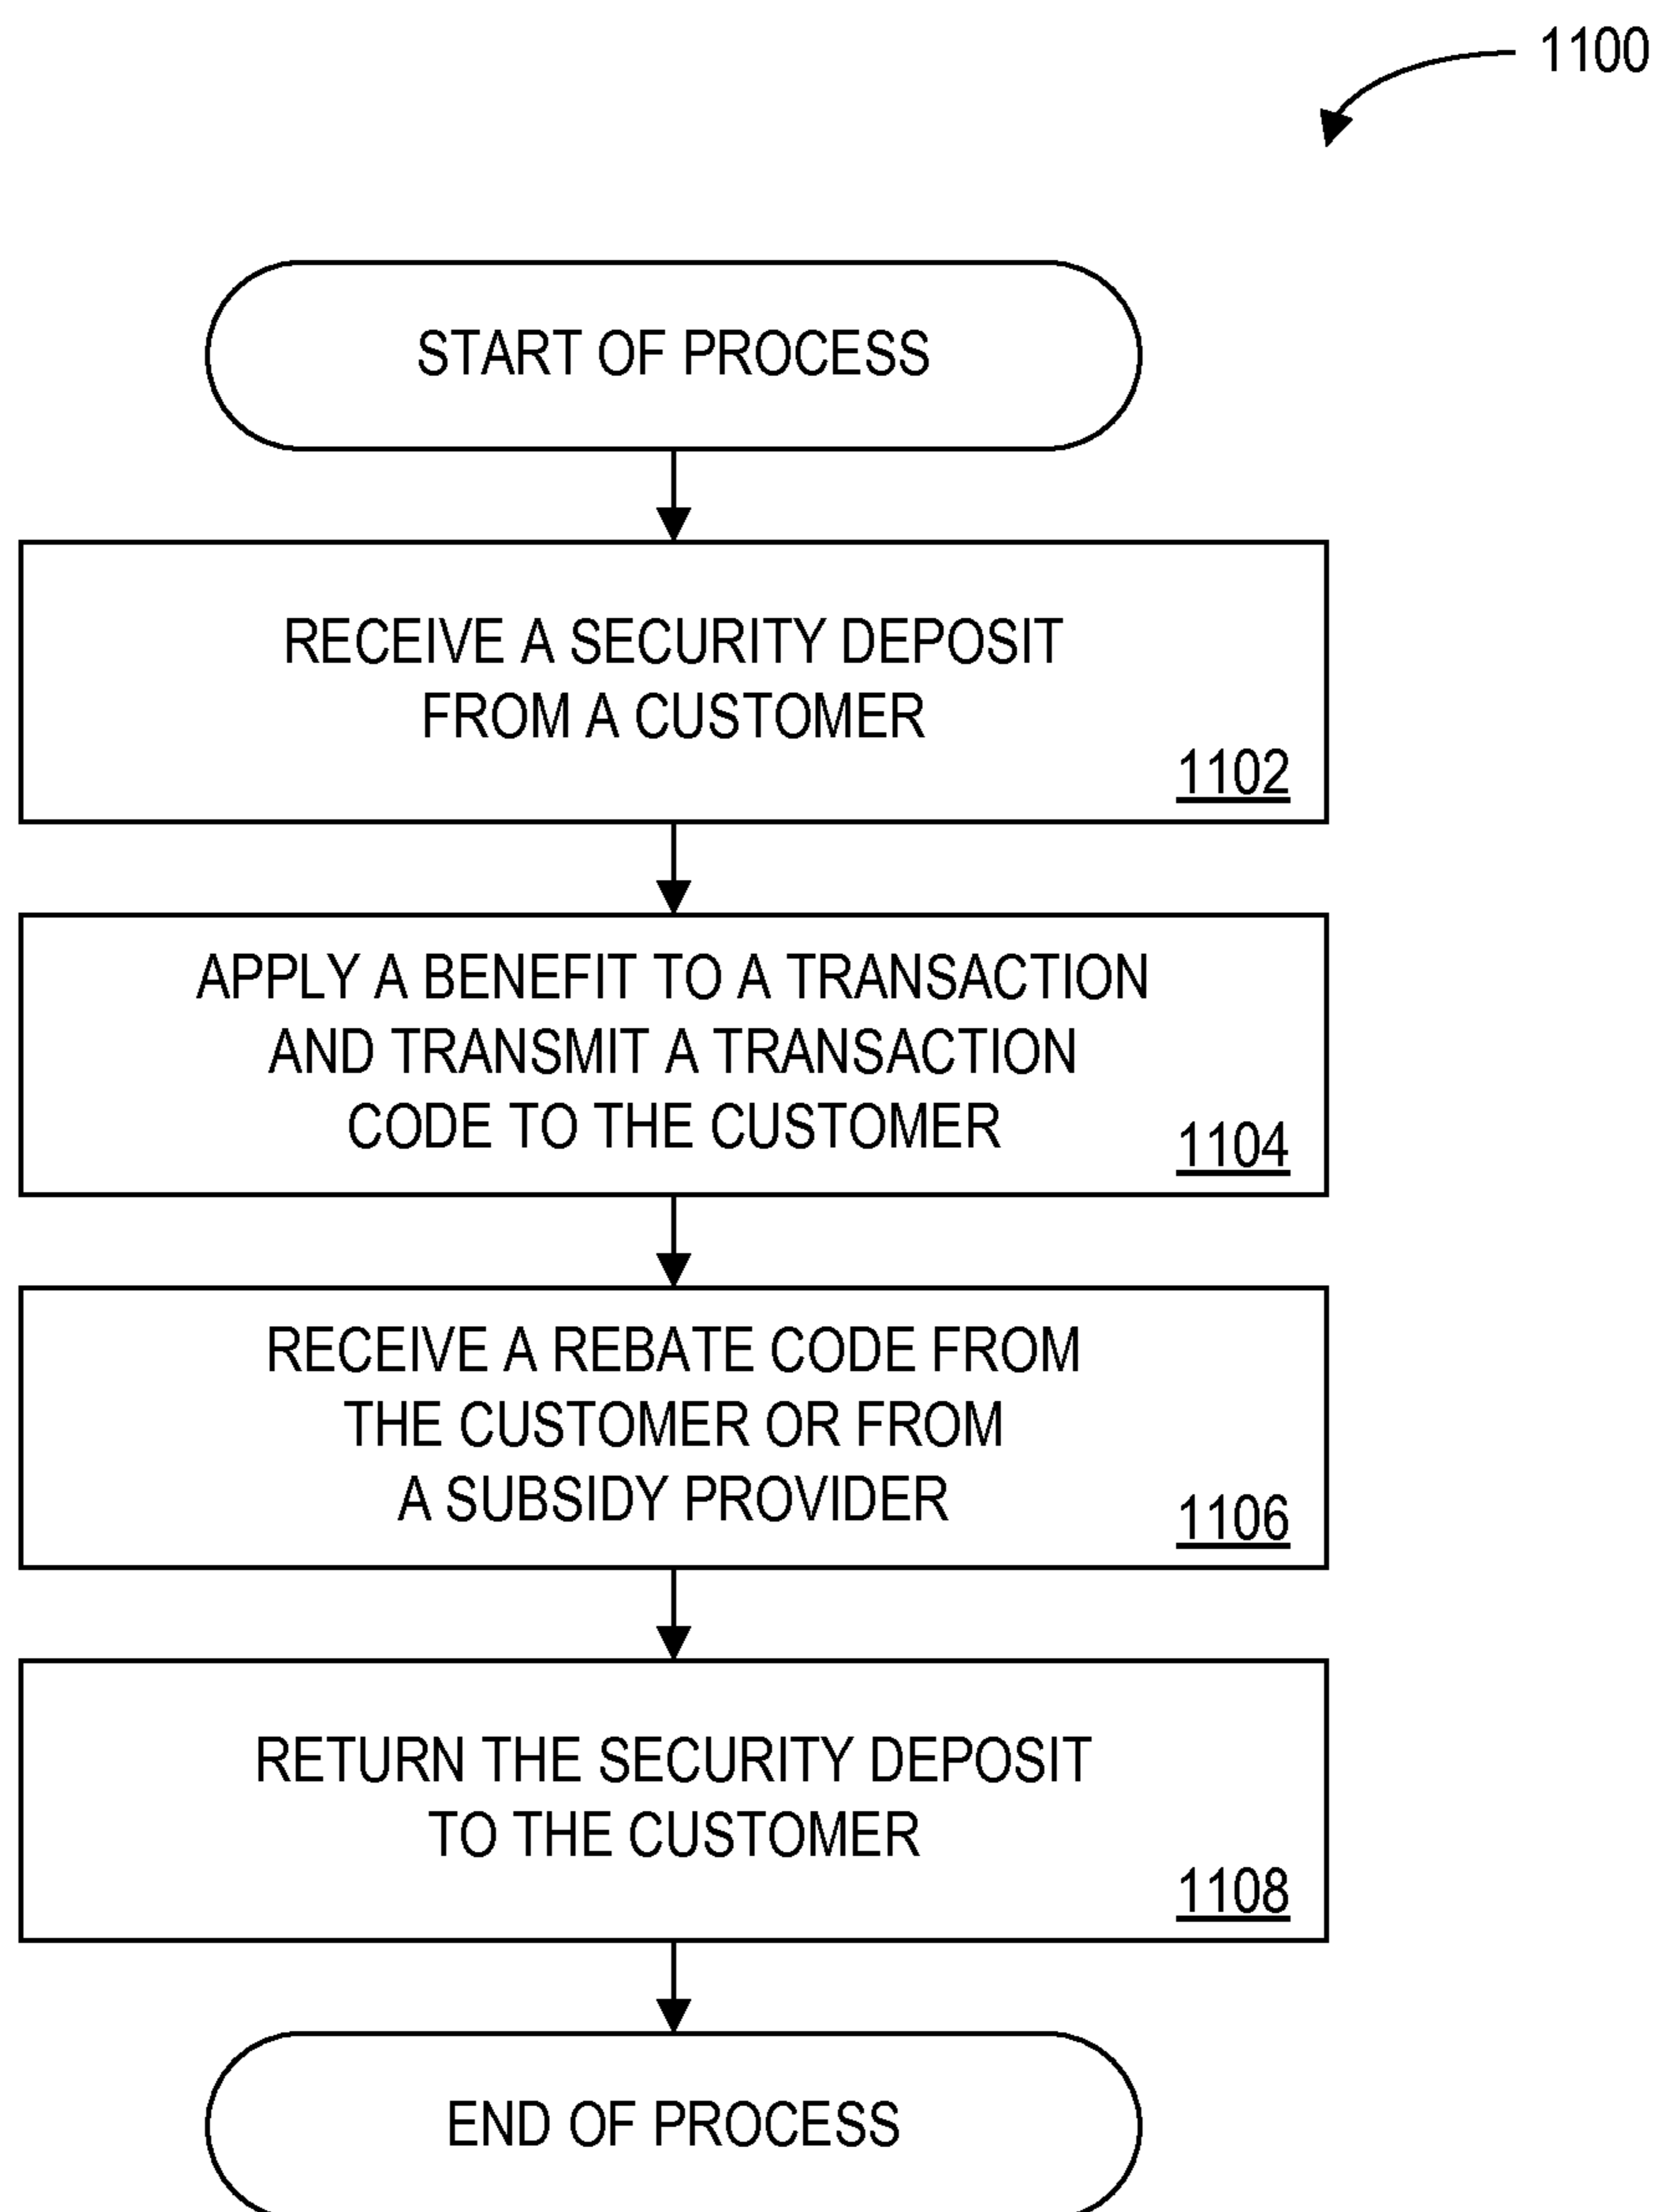 1100
START OF PROCESS
RECEIVE A SECURITY DEPOSIT
FROM A CUSTOMER
1102
APPLY A BENEFIT TO A TRANSACTION
AND TRANSMIT A TRANSACTION
CODE TO THE CUSTOMER
1104
RECEIVE A REBATE CODE FROM
THE CUSTOMER OR FROM
A SUBSIDY PROVIDER
1106
RETURN THE SECURITY DEPOSIT
TO THE CUSTOMER
1108
END OF PROCESS